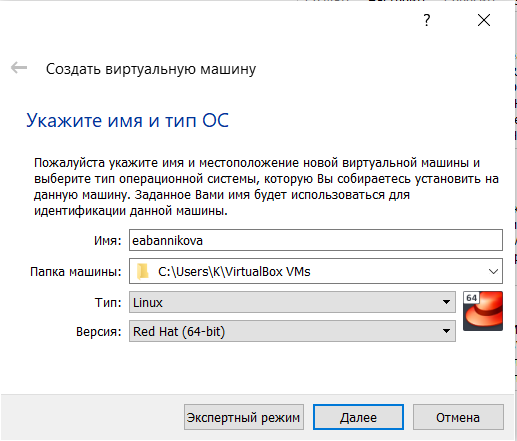 ?
Создать виртуальную машину
Укажите имя и тип ОС
Пожалуйста укажите имя и местоположение новой виртуальной машины и
выберите тип операционной системы, которую Вы собираетесь установить на
данную машину. Заданное Вами имя будет использоваться для
идентификации данной машины.
Имя: eabannikova
Папка машины: C:\Users\K\VirtualBox VMs
Тип: Linux
64
Версия: Red Hat (64-bit)
Экспертный режим Далее Отмена